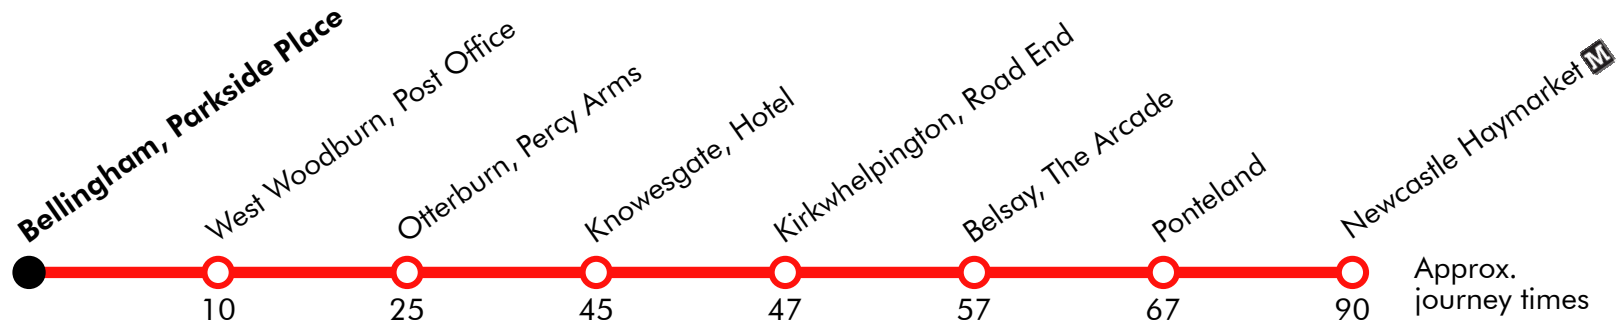 Bellingham, Parkside Place
West Woodburn, Post Office
Otterburn, Percy Arms
Knowesgate, Hotel
Kirkwhelpington, Road End
Belsay, The Arcade
Ponteland
Newcastle Haymarket M
10
25
45
47
57
67
90
Approx.
journey times